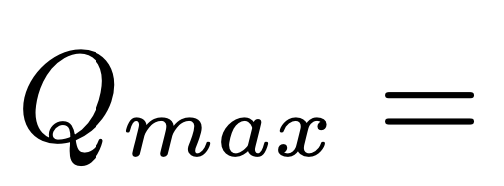 Q_{max} =